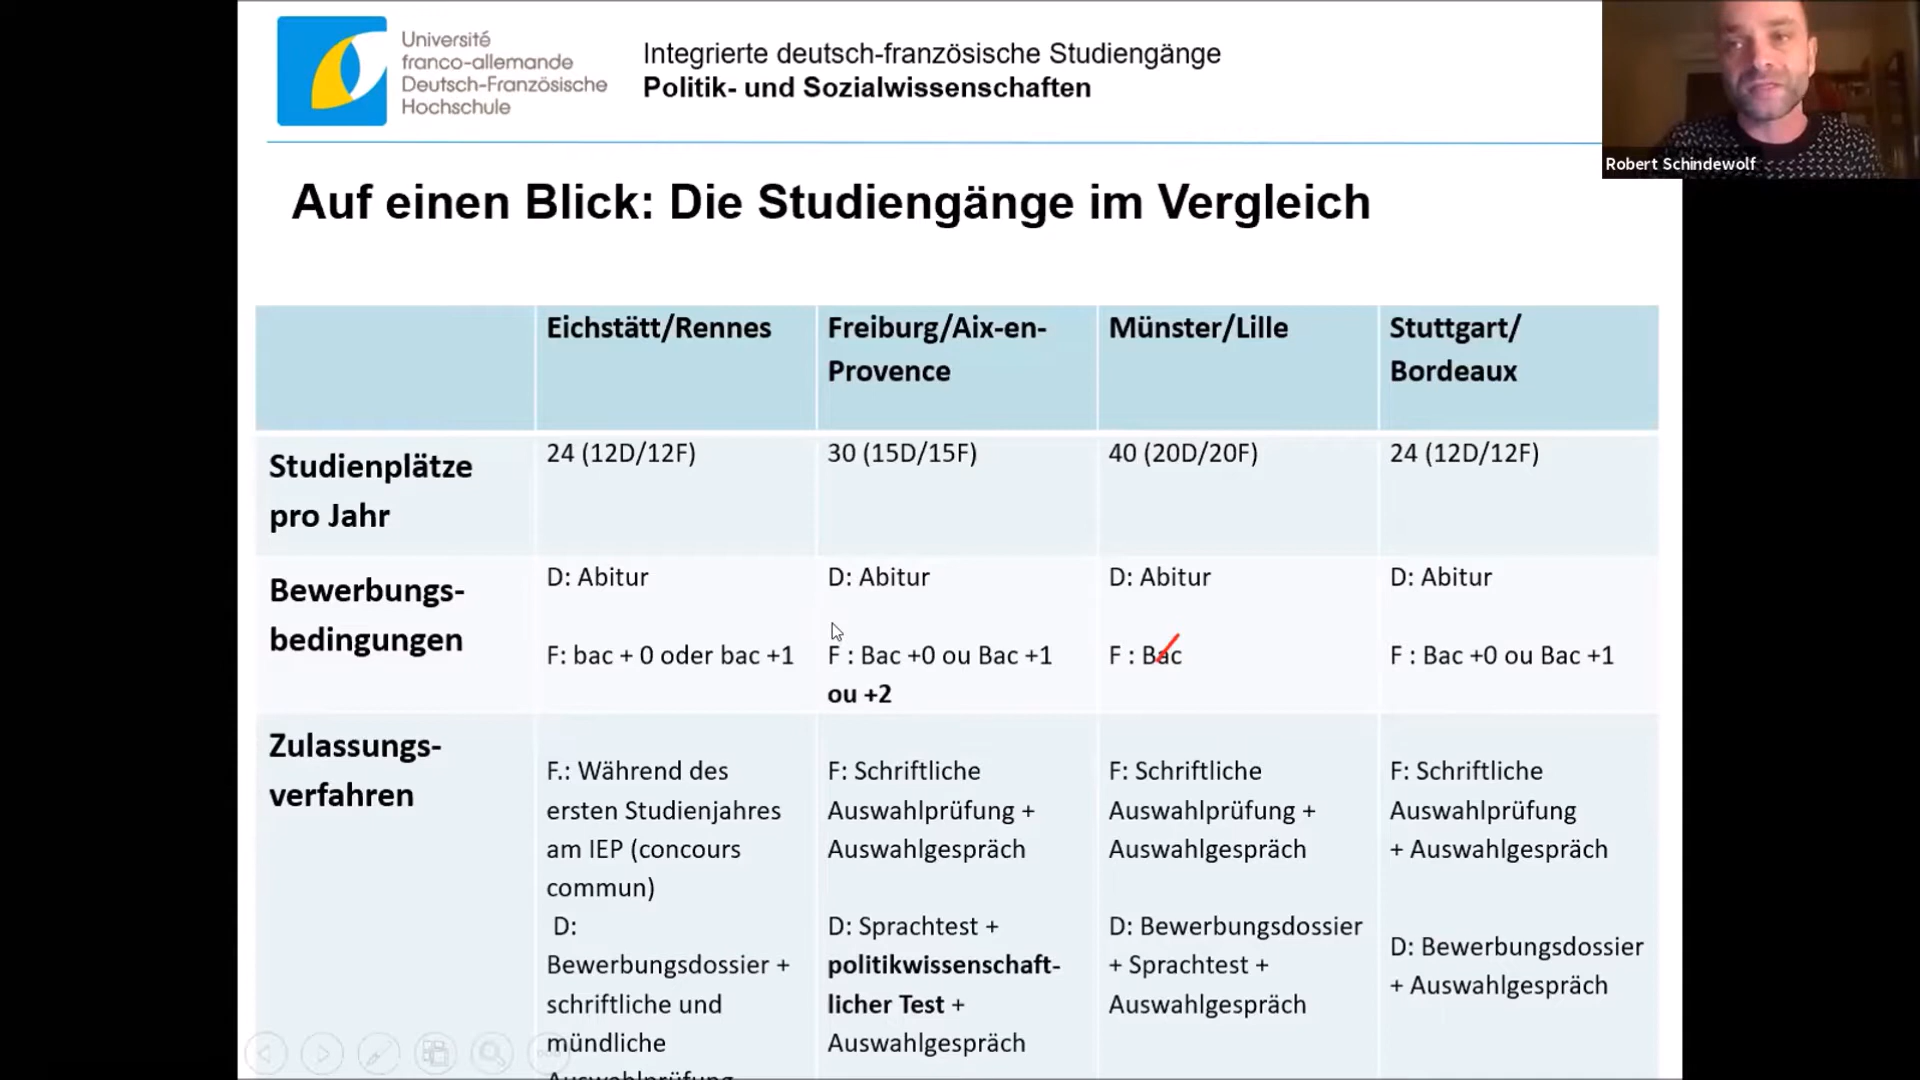 Université
franco-allemande
Deutsch-Französische
Hochschule
Integrierte deutsch-französische Studiengänge
Politik- und Sozialwissenschaften
Robert Schindewolf
Auf einen Blick: Die Studiengänge im Vergleich
Eichstätt/Rennes
Freiburg/Aix-en-
Provence
Münster/Lille
Stuttgart/
Bordeaux
Studienplätze
pro Jahr
24 (12D/12F)
30 (15D/15F)
40 (20D/20F)
24 (12D/12F)
Bewerbungs-
bedingungen
D: Abitur
F: bac + 0 oder bac +1
D: Abitur
F : Bac +0 ou Bac +1
ou +2
D: Abitur
F : Bac
D: Abitur
F : Bac +0 ou Bac +1
Zulassungs-
verfahren
F.: Während des
ersten Studienjahres
am IEP (concours
commun)
D:
Bewerbungsdossier +
schriftliche und
mündliche
Auswahlprüfung
F: Schriftliche
Auswahlprüfung +
Auswahlgespräch
D: Sprachtest +
politikwissenschaft-
licher Test +
Auswahlgespräch
F: Schriftliche
Auswahlprüfung +
Auswahlgespräch
D: Bewerbungsdossier
+ Sprachtest +
Auswahlgespräch
F: Schriftliche
Auswahlprüfung
+ Auswahlgespräch
D: Bewerbungsdossier
+ Auswahlgespräch